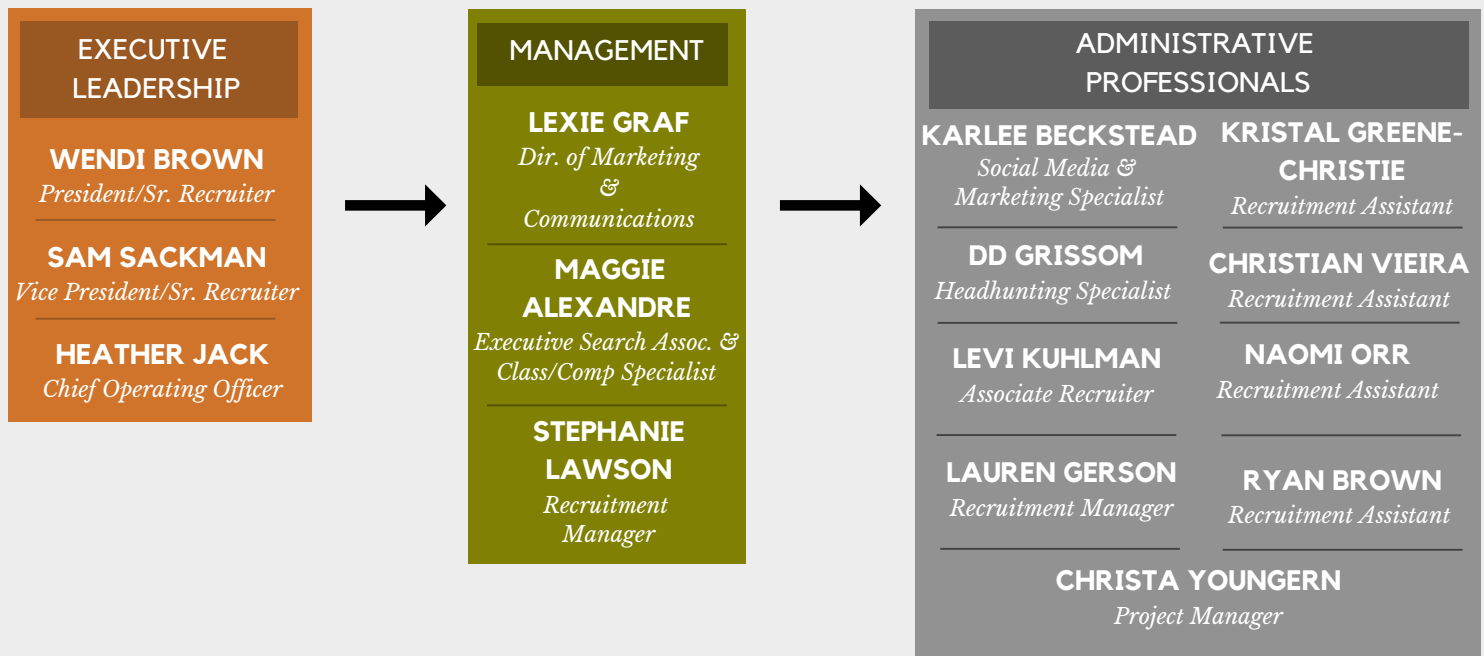 EXECUTIVE
LEADERSHIP
WENDI BROWN
President/Sr. Recruiter
SAM SACKMAN
Vice President/Sr. Recruiter
HEATHER JACK
Chief Operating Officer
MANAGEMENT
LEXIE GRAF
Dir. of Marketing
&
Communications
MAGGIE
ALEXANDRE
Executive Search Assoc. &
Class/Comp Specialist
STEPHANIE
LAWSON
Recruitment
Manager
ADMINISTRATIVE
PROFESSIONALS
KARLEE BECKSTEAD
Social Media &
Marketing Specialist
DD GRISSOM
Headhunting Specialist
LEVI KUHLMAN
Associate Recruiter
LAUREN GERSON
Recruitment Manager
KRISTAL GREENE-
CHRISTIE
Recruitment Assistant
CHRISTIAN VIEIRA
Recruitment Assistant
NAOMI ORR
Recruitment Assistant
RYAN BROWN
Recruitment Assistant
CHRISTA YOUNGERN
Project Manager